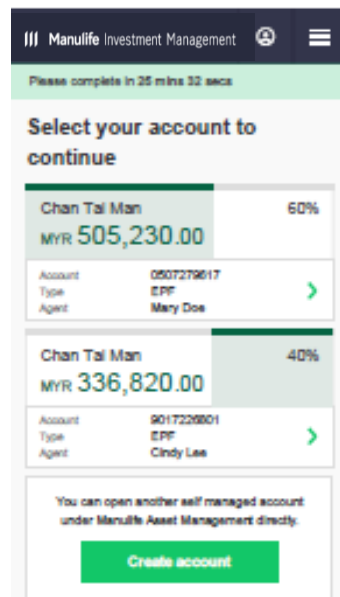 Manulife Investment Management
Please complete in 25 mins 32 secs
Select your account to
continue
Chan Tai Man 60%
MYR 505,230.00
Account 0507279617
Type EPF
Agent Mary Doe
Chan Tai Man 40%
MYR 336,820.00
Account 9017226801
Type EPF
Agent Cindy Lee
You can open another self managed account
under Manulife Asset Management directly.
Create account